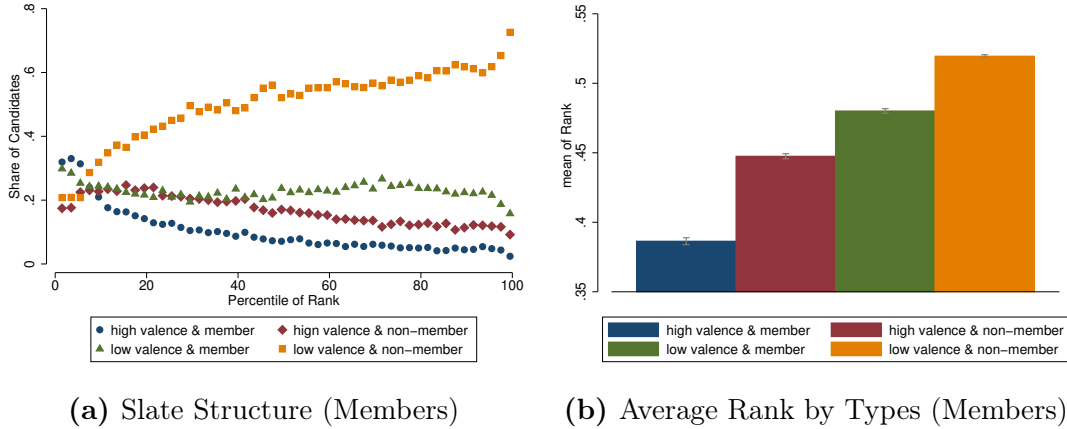 .8
.6
.4
.2
0
Share of Candidates
0 20 40 60 80 100
Percentile of Rank
high valence & member
hign valence & non-member
low valence & member
low valence & non-member
(a) Slate Structure (Members)
.55
.5
.45
.4
.35
mean of Rank
high valence & member
high valence & non-member
low valence & member
low valence & non-member
(b) Average Rank by Types (Members)